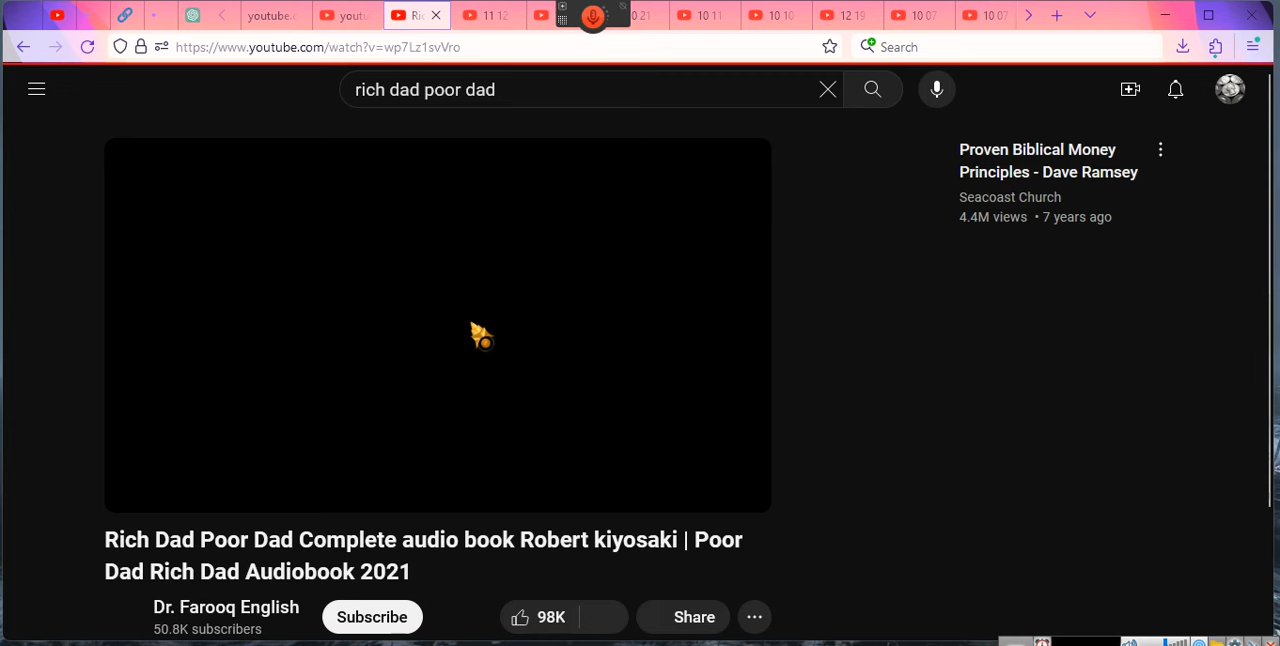 youtube.
youtu
Ric
11 12
0 21
10 11
10 10
12 19
10 07
10 07
https://www.youtube.com/watch?v=wp7Lz1svVro
Search
rich dad poor dad
Proven Biblical Money
Principles - Dave Ramsey
Seacoast Church
4.4M views • 7 years ago
Rich Dad Poor Dad Complete audio book Robert kiyosaki | Poor
Dad Rich Dad Audiobook 2021
Dr. Farooq English
50.8K subscribers
Subscribe
98K
Share